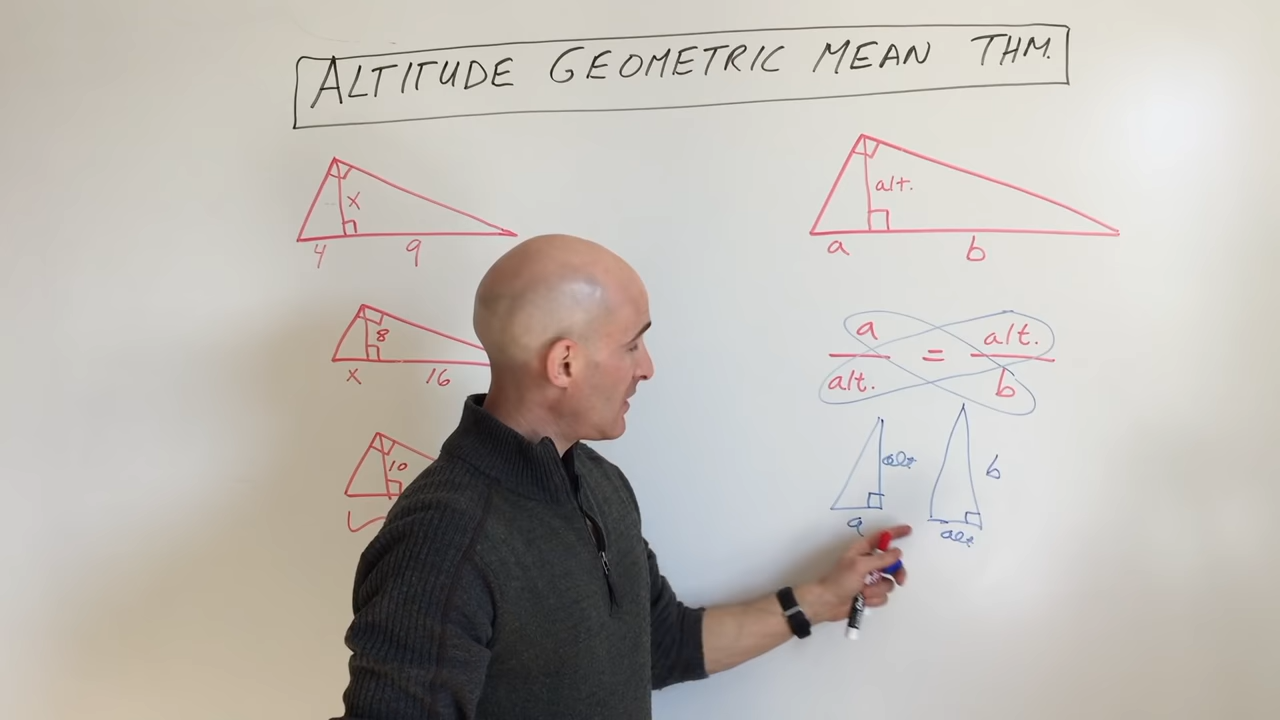 ALTITUDE GEOMETRIC MEAN THM.
x
4 9
8
x 16
10
alt.
a b
a = alt.
alt. b
alt b
a alt